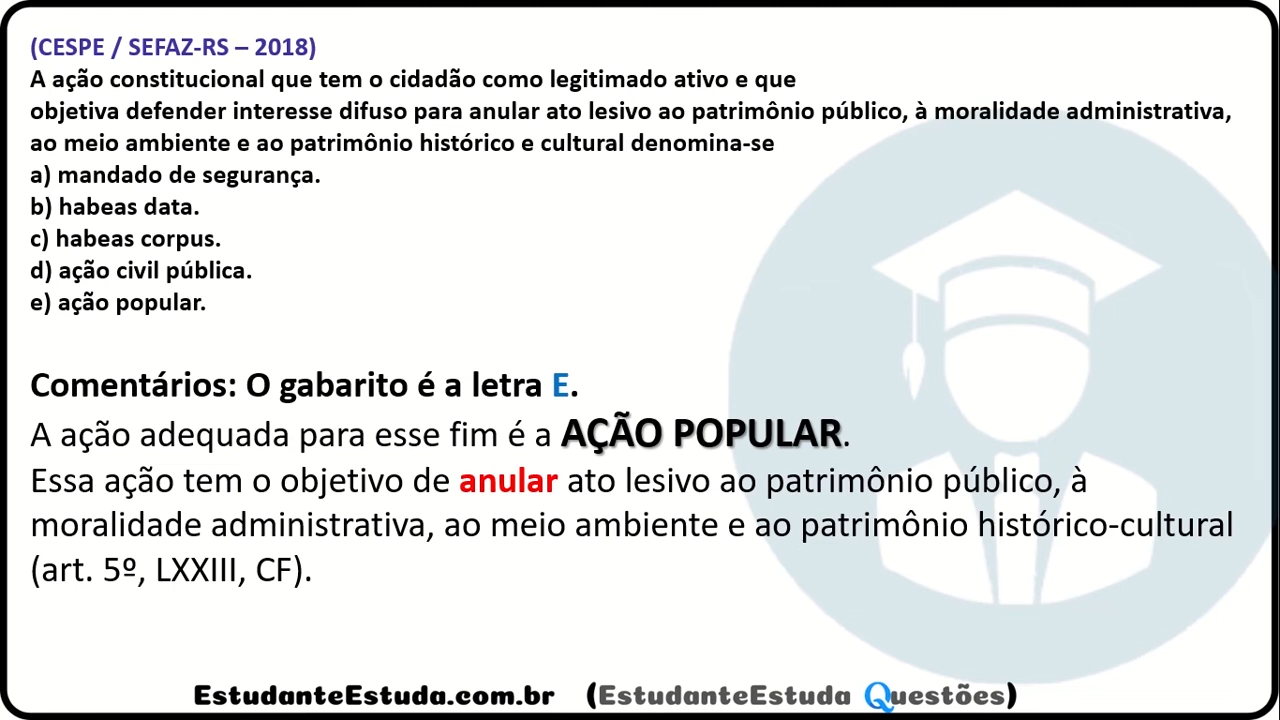 (CESPE / SEFAZ-RS – 2018)
A ação constitucional que tem o cidadão como legitimado ativo e que
objetiva defender interesse difuso para anular ato lesivo ao patrimônio público, à moralidade administrativa,
ao meio ambiente e ao patrimônio histórico e cultural denomina-se
a) mandado de segurança.
b) habeas data.
c) habeas corpus.
d) ação civil pública.
e) ação popular.
Comentários: O gabarito é a letra E.
A ação adequada para esse fim é a AÇÃO POPULAR.
Essa ação tem o objetivo de anular ato lesivo ao patrimônio público, à
moralidade administrativa, ao meio ambiente e ao patrimônio histórico-cultural
(art. 5º, LXXIII, CF).
EstudanteEstuda.com.br (EstudanteEstuda Questões)